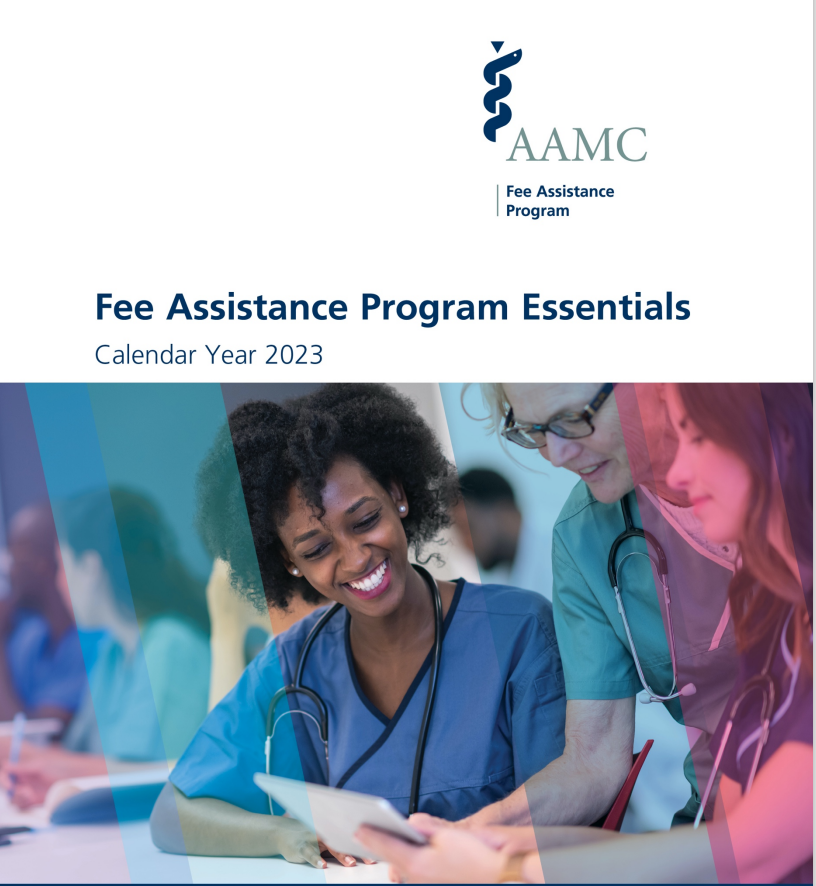 AAMC
Fee Assistance
Program
Fee Assistance Program Essentials
Calendar Year 2023